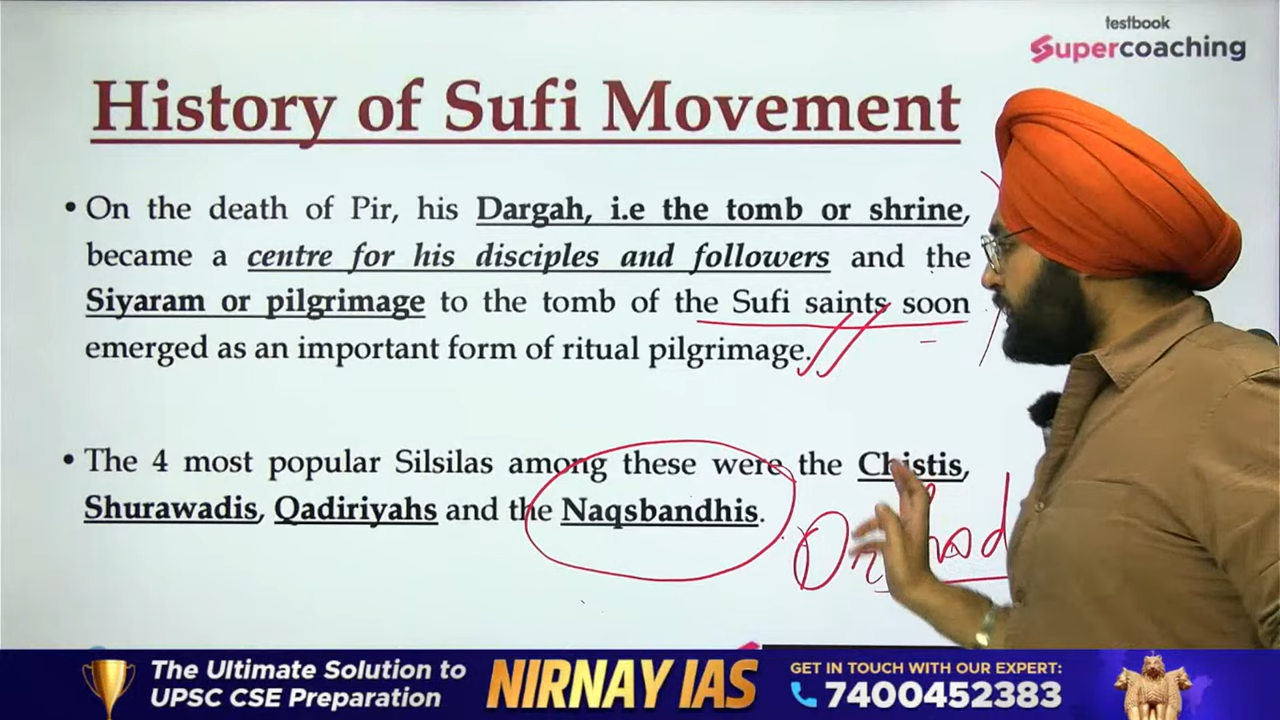 testbook
Supercoaching
History of Sufi Movement
• On the death of Pir, his Dargah, i.e the tomb or shrine,
became a centre for his disciples and followers and the
Siyaram or pilgrimage to the tomb of the Sufi saints soon
emerged as an important form of ritual pilgrimage.
• The 4 most popular Silsilas among these were the Chistis,
Shurawadis, Qadiriyahs and the Naqsbandhis.
The Ultimate Solution to
UPSC CSE Preparation
NIRNAY IAS
GET IN TOUCH WITH OUR EXPERT:
7400452383